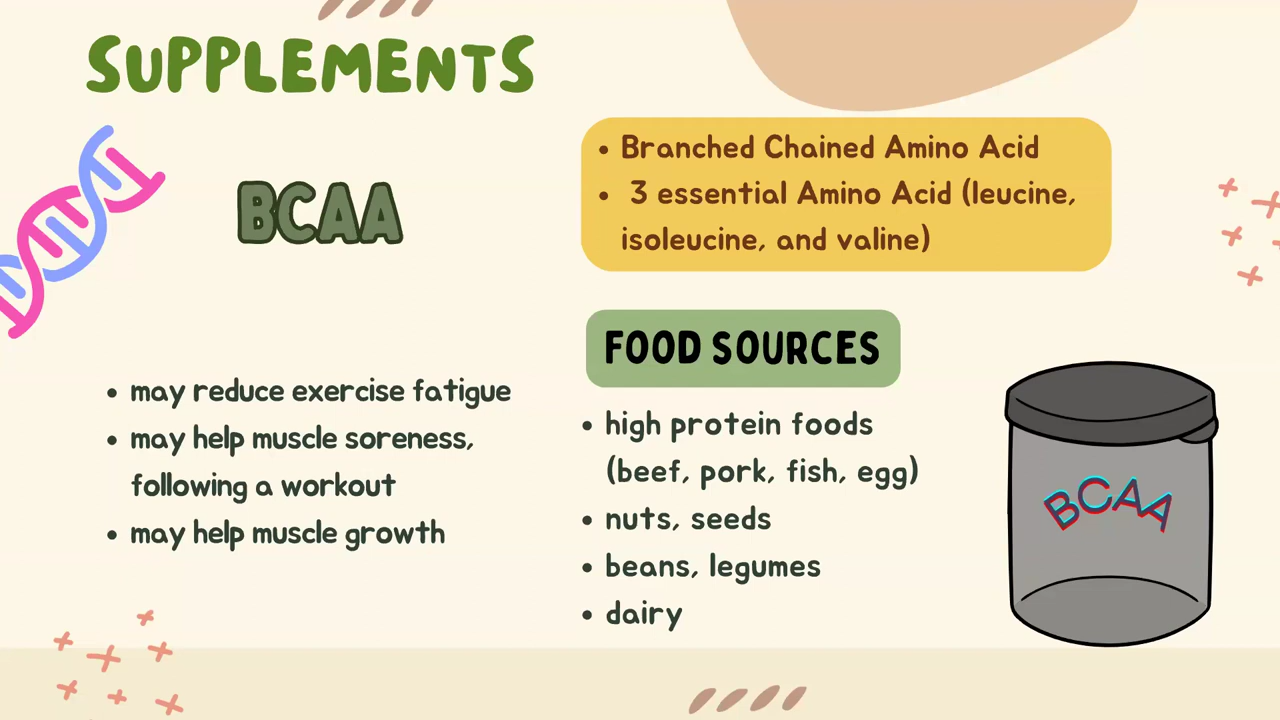 SUPPLEMENTS
BCAA
• may reduce exercise fatigue
• may help muscle soreness,
following a workout
• may help muscle growth
• Branched Chained Amino Acid
• 3 essential Amino Acid (leucine,
isoleucine, and valine)
FOOD SOURCES
• high protein foods
(beef, pork, fish, egg)
• nuts, seeds
• beans, legumes
• dairy
BCAA